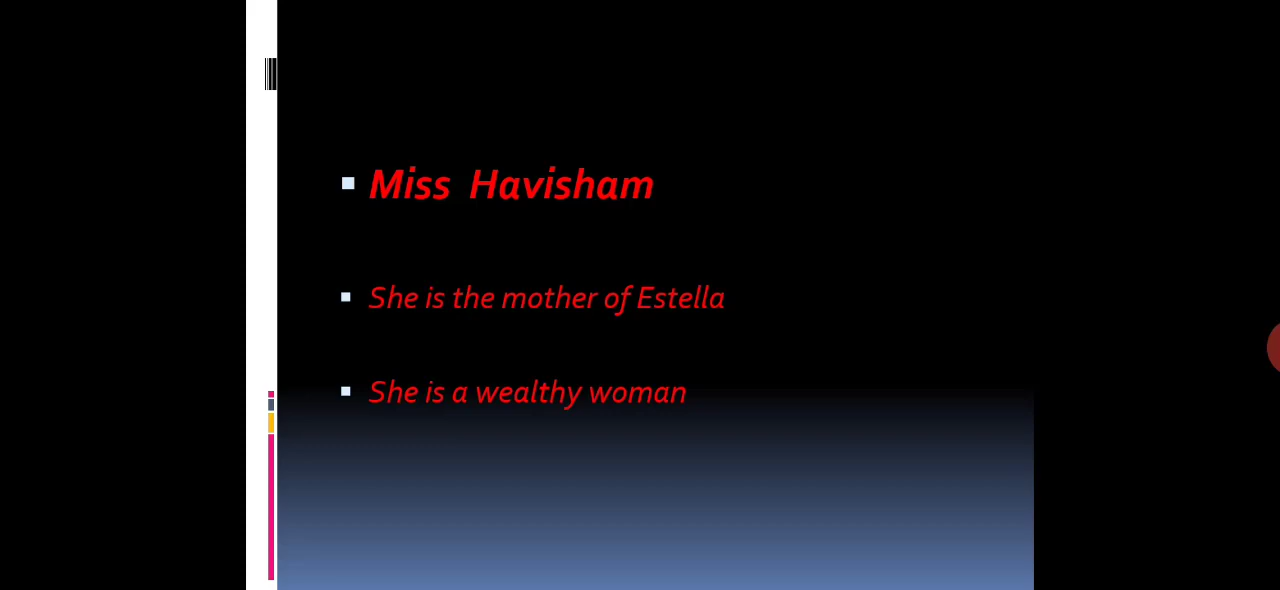 Miss Havisham
She is the mother of Estella
She is a wealthy woman